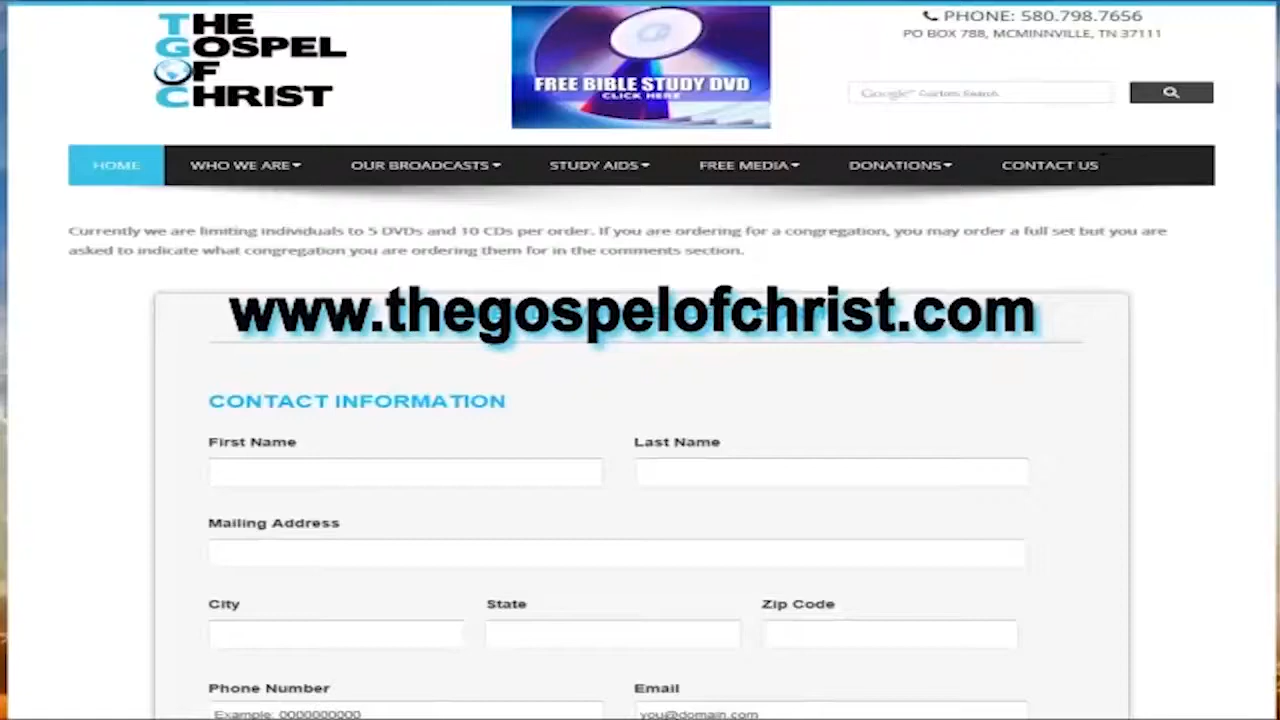 THE
GOSPEL
OF
CHRIST
FREE BIBLE STUDY DVD
CLICK HERE
PHONE: 580.798.7656
PO BOX 788, MCMINNVILLE, TN 37111
Google Custom Search
HOME WHO WE ARE OUR BROADCASTS STUDY AIDS FREE MEDIA DONATIONS CONTACT US
Currently we are limiting individuals to 5 DVDs and 10 CDs per order. If you are ordering for a congregation, you may order a full set but you are
asked to indicate what congregation you are ordering them for in the comments section.
www.thegospelofchrist.com
CONTACT INFORMATION
First Name Last Name
Mailing Address
City State Zip Code
Phone Number Email
Example: 0000000000 you@domain.com